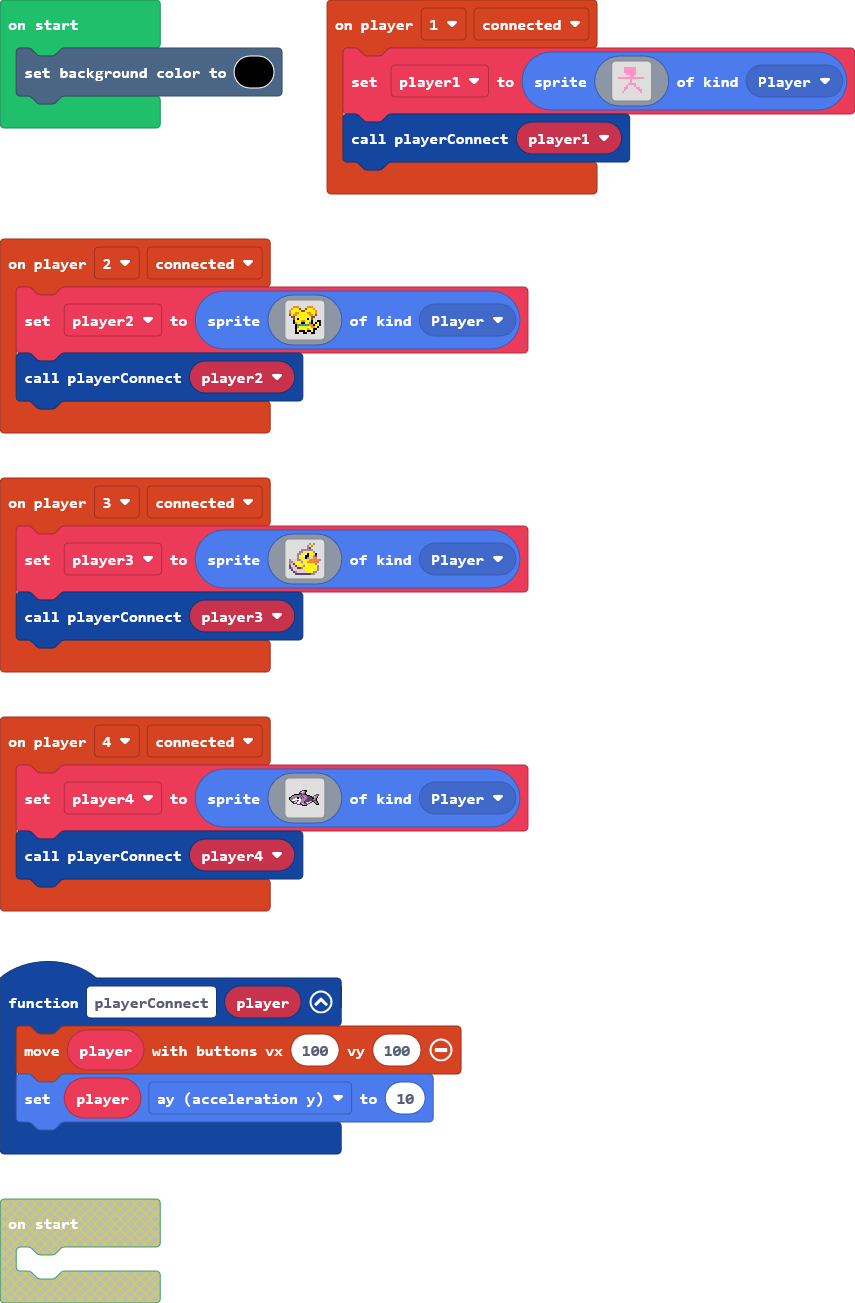 on start
set background color to
on player 1 connected
set player1 to sprite of kind Player
call playerConnect player1
on player 2 connected
set player2 to sprite of kind Player
call playerConnect player2
on player 3 connected
set player3 to sprite of kind Player
call playerConnect player3
on player 4 connected
set player4 to sprite of kind Player
call playerConnect player4
function playerConnect player
move player with buttons vx 100 vy 100
set player ay (acceleration y) to 10
on start